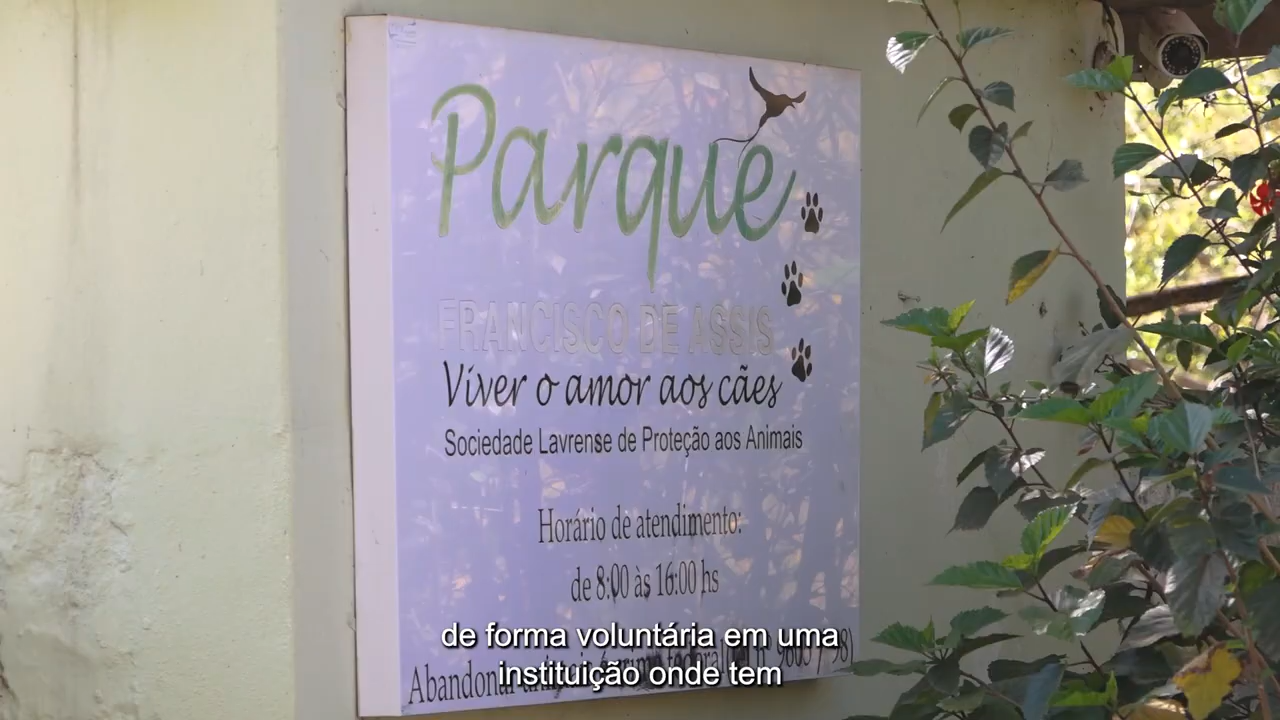 Parque
FRANCISCO DE ASSIS
Viver o amor aos cães
Sociedade Lavrense de Proteção aos Animais
Horário de atendimento:
de 8:00 às 16:00 hs
de forma voluntária em uma
instituição onde tem
Abandonar